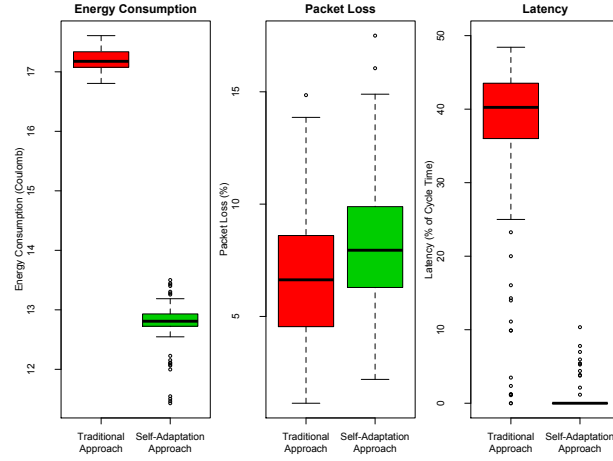 Energy Consumption
Packet Loss
Latency
Energy Consumption (Coulomb)
12
13
14
15
16
17
Traditional Approach
Self-Adaptation Approach
Packet Loss (%)
5
10
15
Traditional Approach
Self-Adaptation Approach
Latency (% of Cycle Time)
0
10
20
30
40
50
Traditional Approach
Self-Adaptation Approach